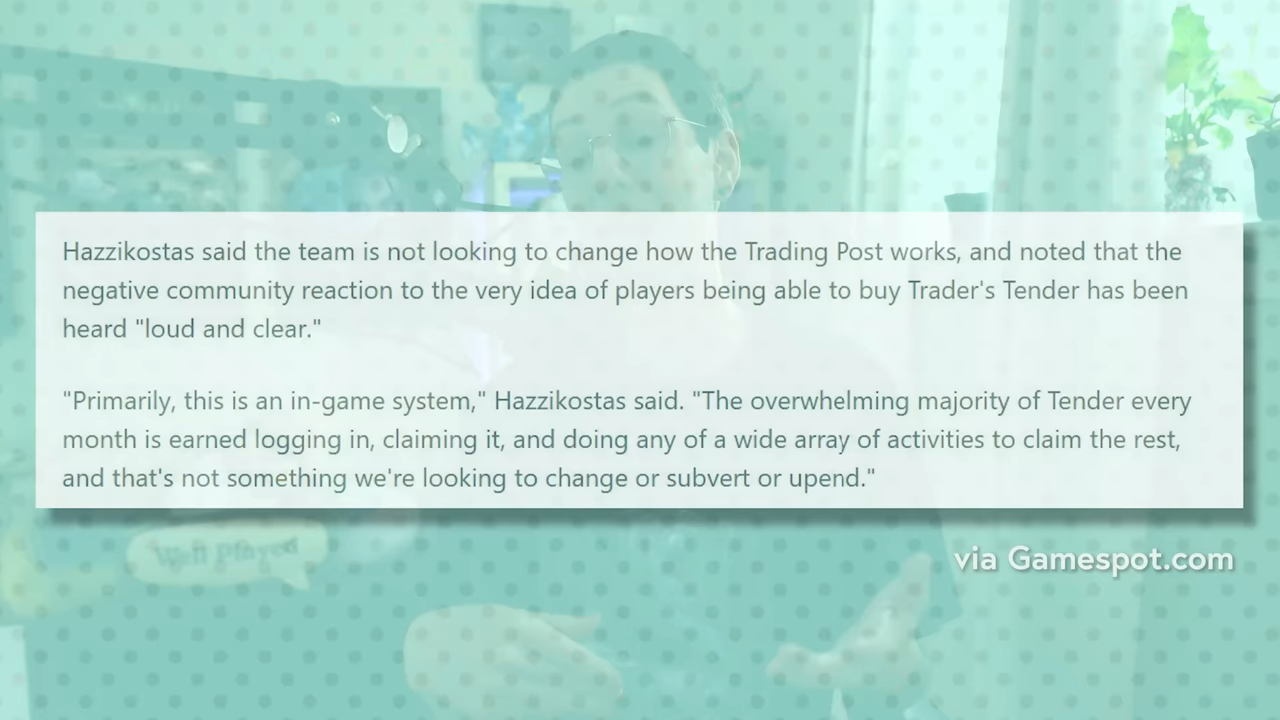 Hazzikostas said the team is not looking to change how the Trading Post works, and noted that the
negative community reaction to the very idea of players being able to buy Trader's Tender has been
heard "loud and clear."
"Primarily, this is an in-game system," Hazzikostas said. "The overwhelming majority of Tender every
month is earned logging in, claiming it, and doing any of a wide array of activities to claim the rest,
and that's not something we're looking to change or subvert or upend."
Well Played
via Gamespot.com